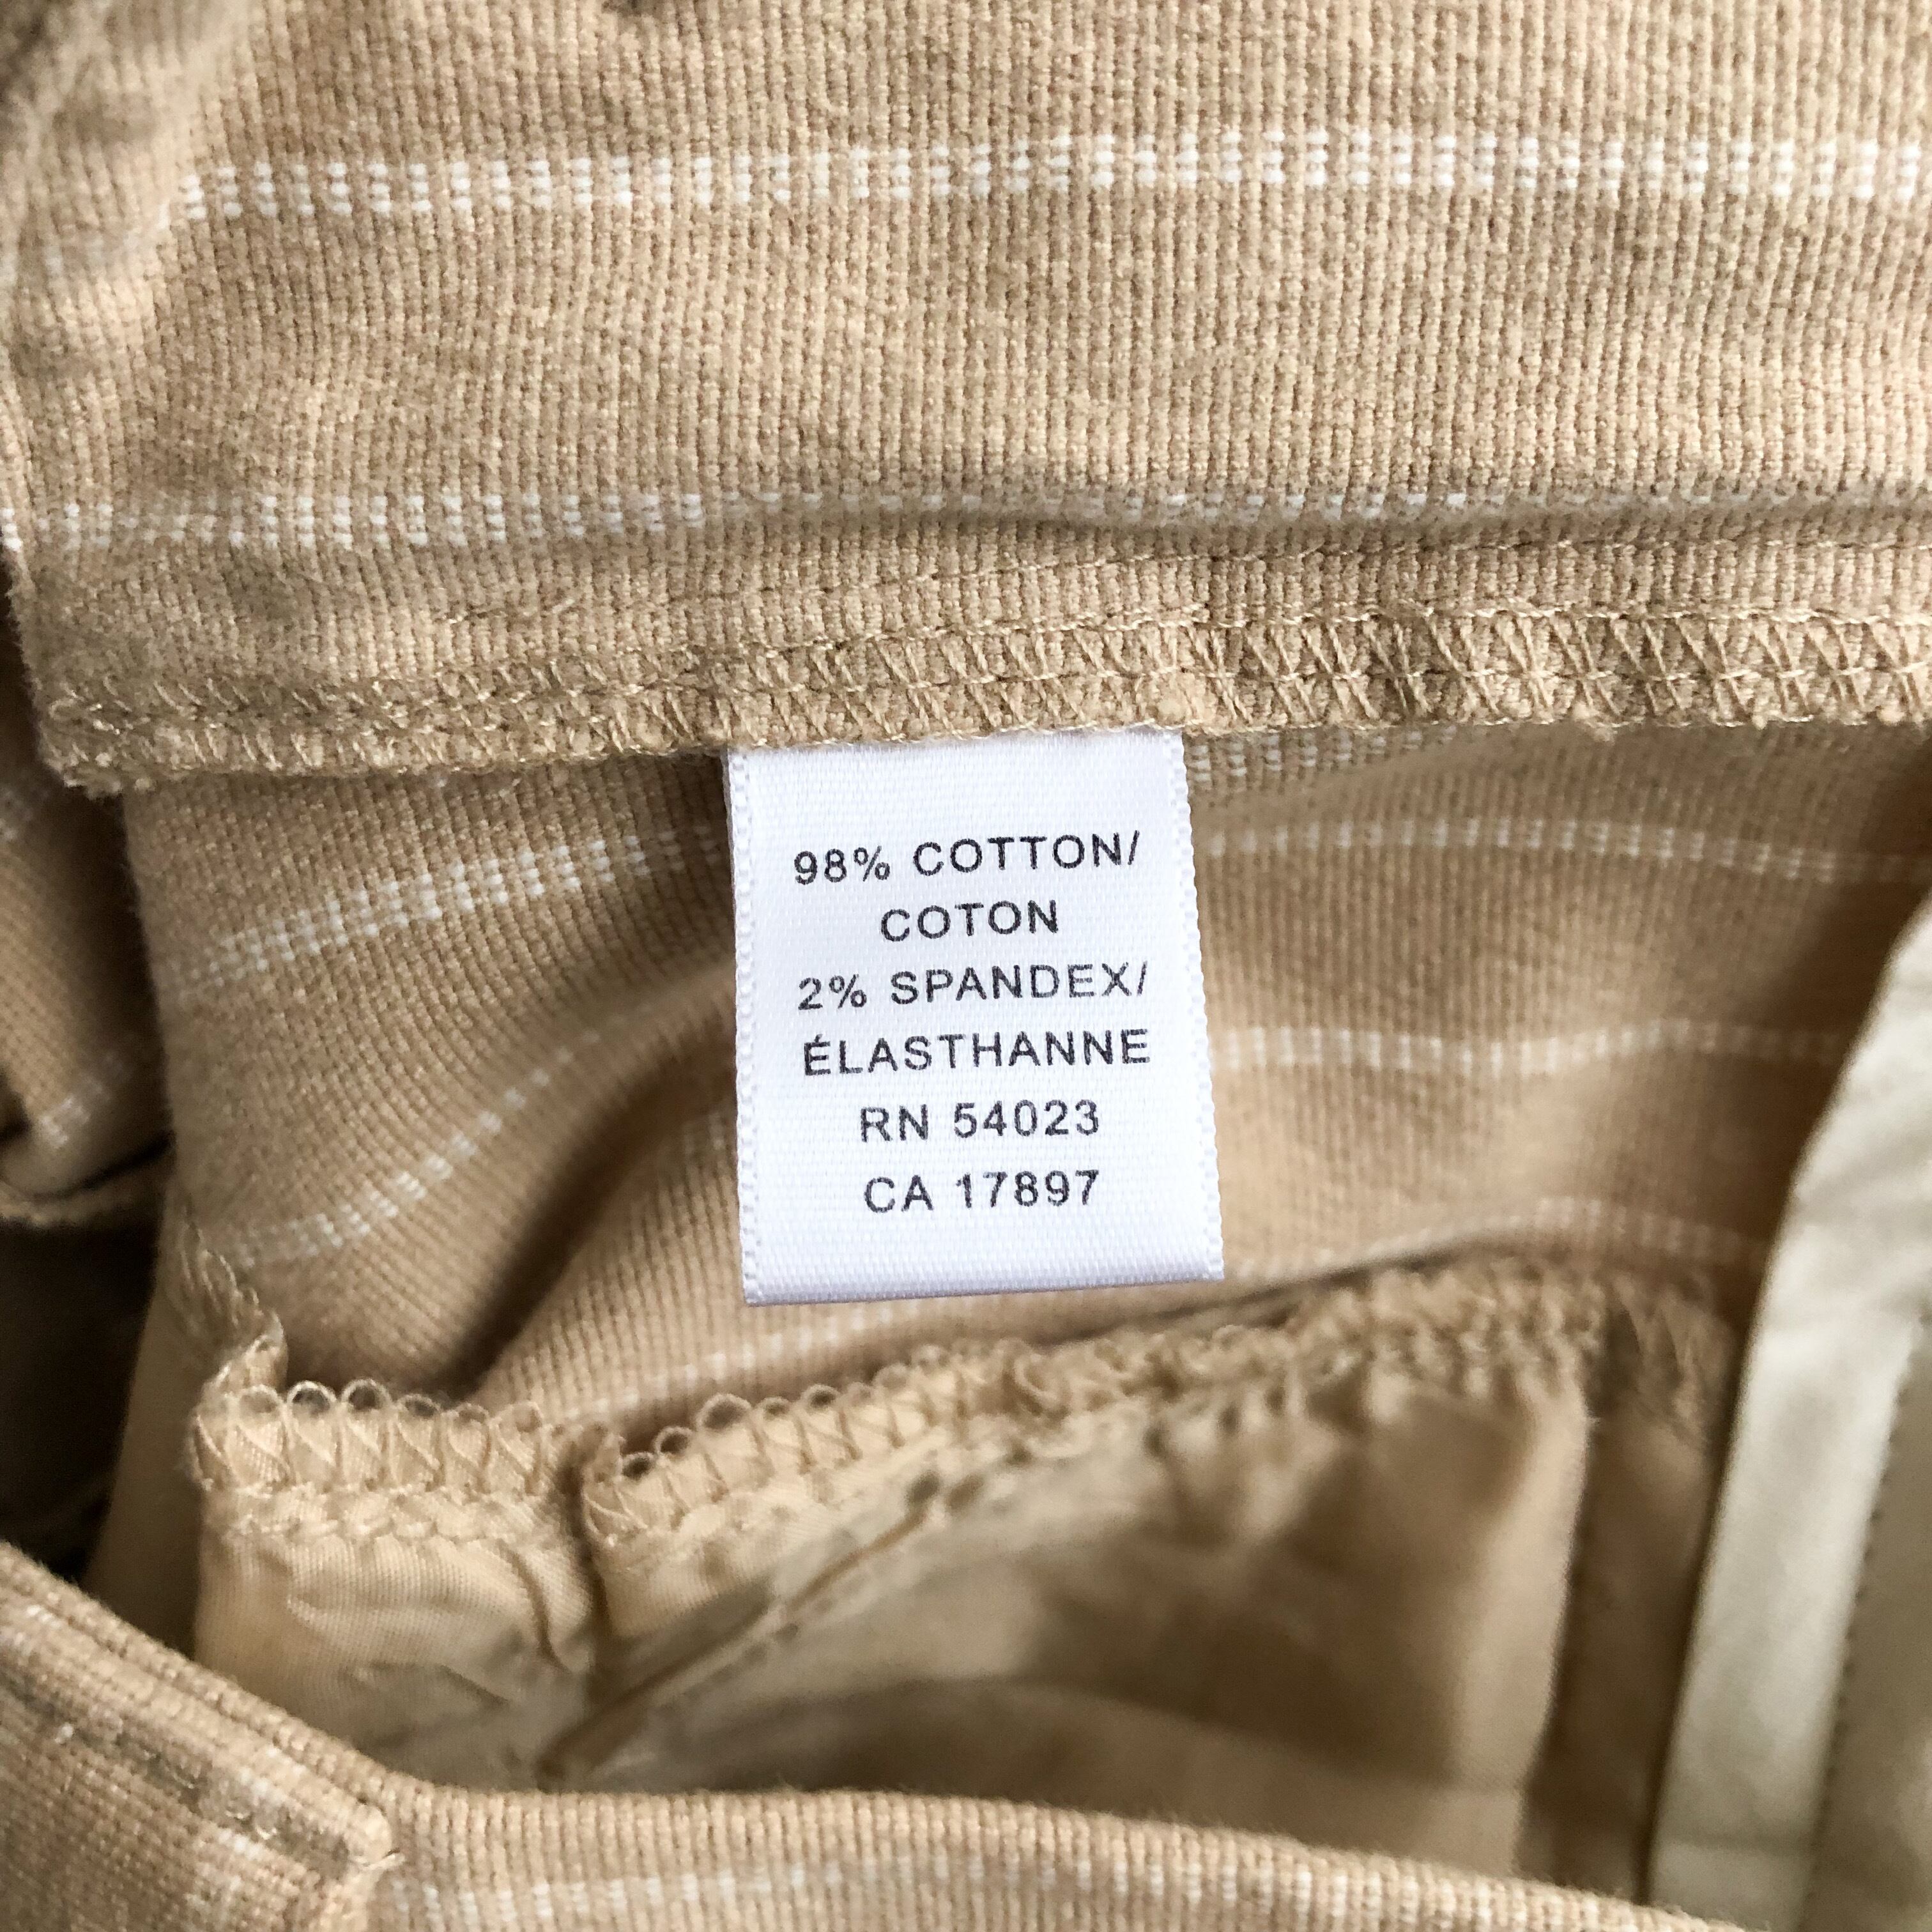 98% COTTON/
COTON
2% SPANDEX/
ÉLASTHANNE
RN 54023
CA 17897